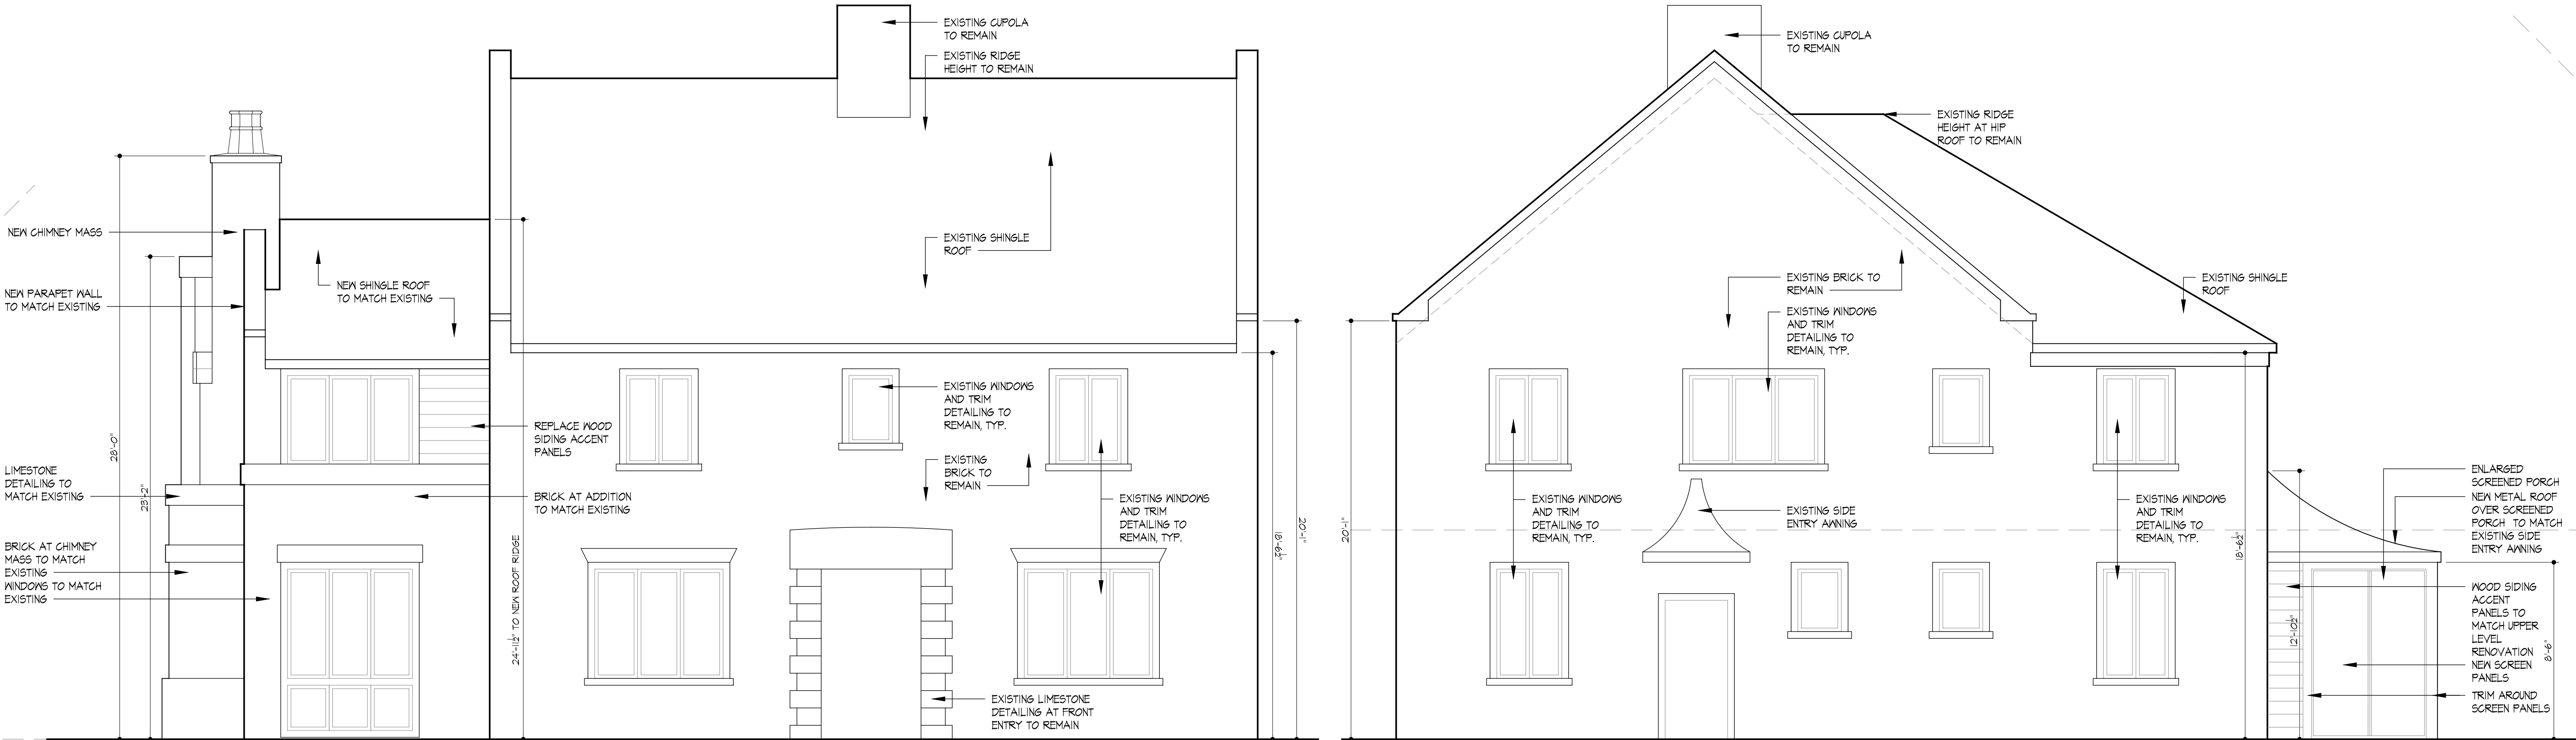 EXISTING CUPOLA
TO REMAIN
EXISTING RIDGE
HEIGHT TO REMAIN
NEW CHIMNEY MASS
NEW PARAPET WALL
TO MATCH EXISTING
NEW SHINGLE ROOF
TO MATCH EXISTING
EXISTING SHINGLE
ROOF
28'-0"
23'-2"
LIMESTONE
DETAILING TO
MATCH EXISTING
BRICK AT CHIMNEY
MASS TO MATCH
EXISTING
WINDOWS TO MATCH
EXISTING
REPLACE WOOD
SIDING ACCENT
PANELS
BRICK AT ADDITION
TO MATCH EXISTING
24'-11½" TO NEW ROOF RIDGE
EXISTING WINDOWS
AND TRIM
DETAILING TO
REMAIN, TYP.
EXISTING
BRICK TO
REMAIN
EXISTING WINDOWS
AND TRIM
DETAILING TO
REMAIN, TYP.
EXISTING LIMESTONE
DETAILING AT FRONT
ENTRY TO REMAIN
18'-6½"
20'-1"
EXISTING CUPOLA
TO REMAIN
EXISTING RIDGE
HEIGHT AT HIP
ROOF TO REMAIN
EXISTING BRICK TO
REMAIN
EXISTING WINDOWS
AND TRIM
DETAILING TO
REMAIN, TYP.
EXISTING SHINGLE
ROOF
20'-1"
EXISTING WINDOWS
AND TRIM
DETAILING TO
REMAIN, TYP.
EXISTING SIDE
ENTRY AWNING
EXISTING WINDOWS
AND TRIM
DETAILING TO
REMAIN, TYP.
18'-6½"
12'-10½"
8'-6"
ENLARGED
SCREENED PORCH
NEW METAL ROOF
OVER SCREENED
PORCH TO MATCH
EXISTING SIDE
ENTRY AWNING
WOOD SIDING
ACCENT
PANELS TO
MATCH UPPER
LEVEL
RENOVATION
NEW SCREEN
PANELS
TRIM AROUND
SCREEN PANELS